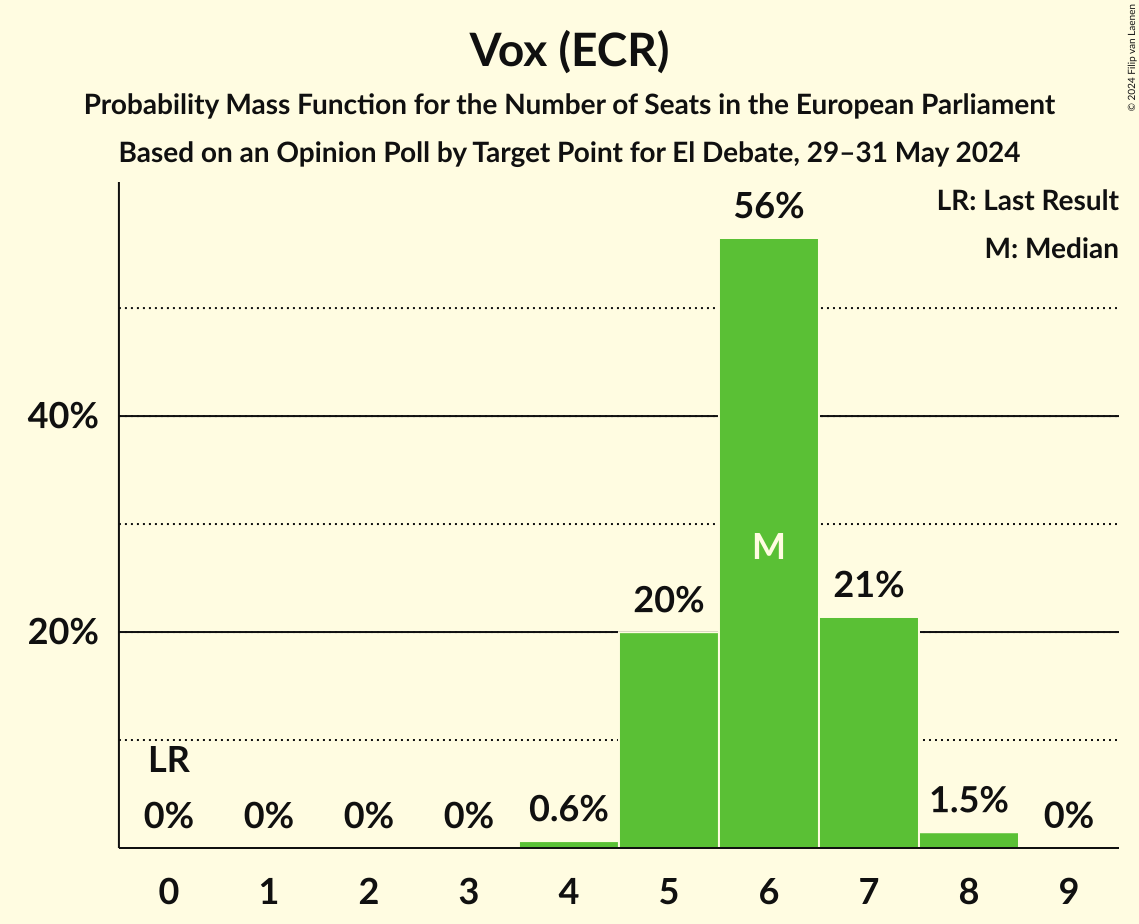 Vox (ECR)
Probability Mass Function for the Number of Seats in the European Parliament
Based on an Opinion Poll by Target Point for El Debate, 29–31 May 2024
© 2024 Filip van Laenen
LR: Last Result
M: Median
56%
40%
M
20%
21%
20%
LR
0%
0%
0%
0%
0.6%
1.5%
0%
0
1
2
3
4
5
6
7
8
9